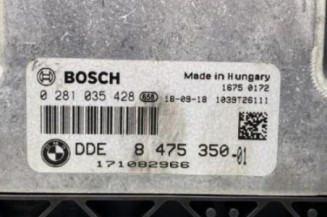 BOSCH
Made in Hungary
1675 0172
0 281 035 428 668 18-09-18 1039T26111
DDE 8 475 350-01
171082966